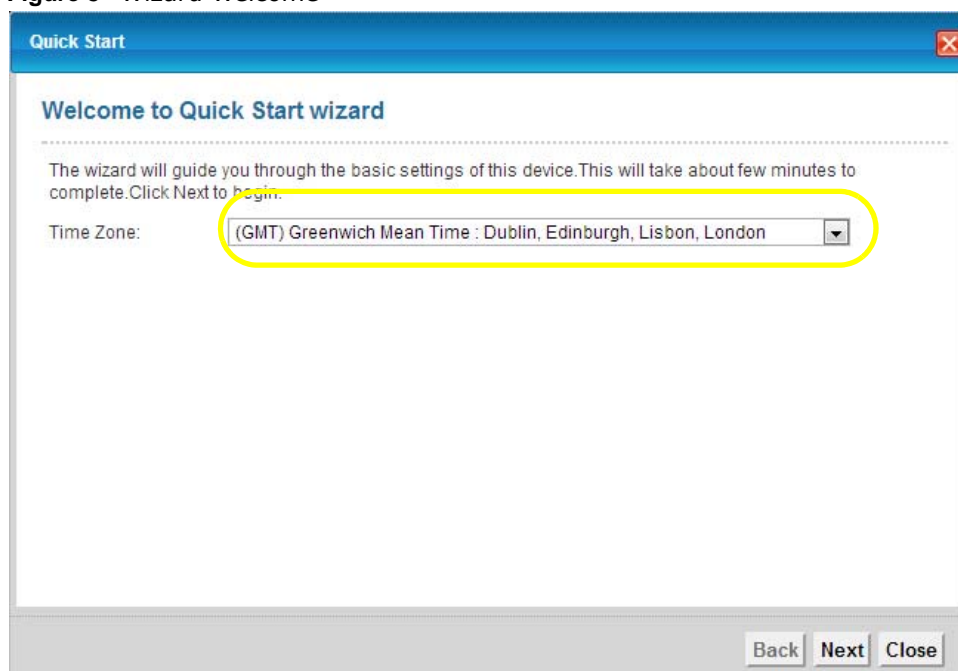 Quick Start
Welcome to Quick Start wizard
The wizard will guide you through the basic settings of this device.This will take about few minutes to
complete.Click Next to begin.
Time Zone:
(GMT) Greenwich Mean Time : Dublin, Edinburgh, Lisbon, London
Back Next Close